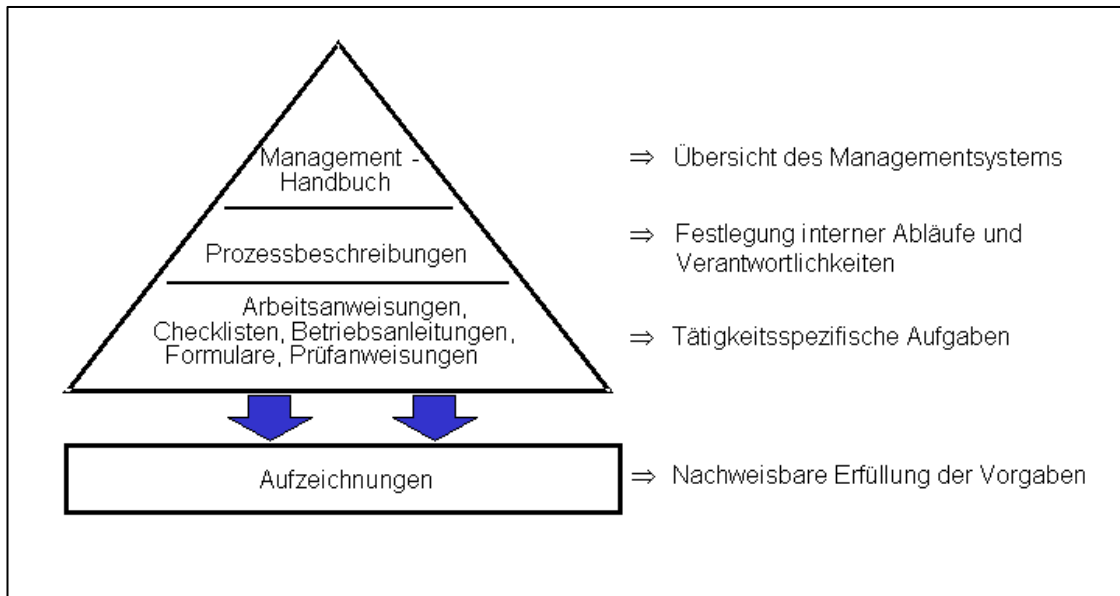 Management -
Handbuch
⇒ Übersicht des Managementsystems
Prozessbeschreibungen
⇒ Festlegung interner Abläufe und
Verantwortlichkeiten
Arbeitsanweisungen,
Checklisten, Betriebsanleitungen,
Formulare, Prüfanweisungen
⇒ Tätigkeitsspezifische Aufgaben
Aufzeichnungen
⇒ Nachweisbare Erfüllung der Vorgaben